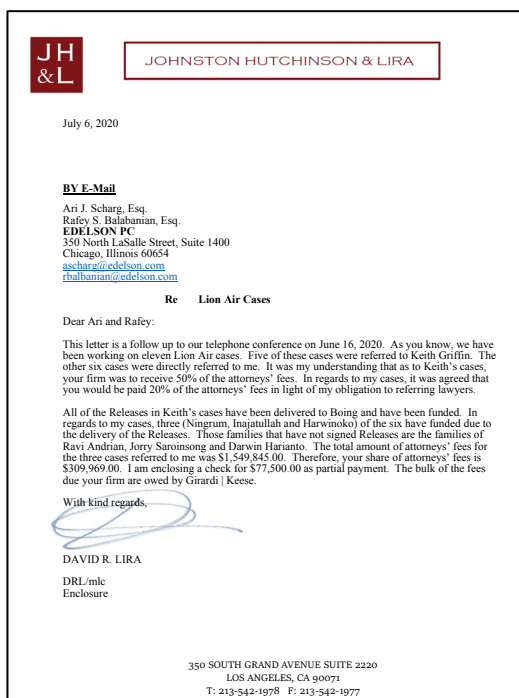 JH
&L
JOHNSTON HUTCHINSON & LIRA
July 6, 2020
BY E-Mail
Ari J. Scharg, Esq.
Rafey S. Balabanian, Esq.
EDELSON PC
350 North LaSalle Street, Suite 1400
Chicago, Illinois 60654
ascharg@edelson.com
rbalbanian@edelson.com
Re Lion Air Cases
Dear Ari and Rafey:
This letter is a follow up to our telephone conference on June 16, 2020. As you know, we have
been working on eleven Lion Air cases. Five of these cases were referred to Keith Griffin. The
other six cases were directly referred to me. It was my understanding that as to Keith's cases,
your firm was to receive 50% of the attorneys' fees. In regards to my cases, it was agreed that
you would be paid 20% of the attorneys' fees in light of my obligation to referring lawyers.
All of the Releases in Keith's cases have been delivered to Boing and have been funded. In
regards to my cases, three (Ningrum, Inajatullah and Harwinoko) of the six have funded due to
the delivery of the Releases. Those families that have not signed Releases are the families of
Ravi Andrian, Jorry Saroinsong and Darwin Harianto. The total amount of attorneys' fees for
the three cases referred to me was $1,549,845.00. Therefore, your share of attorneys' fees is
$309,969.00. I am enclosing a check for $77,500.00 as partial payment. The bulk of the fees
due your firm are owed by Girardi | Keese.
With kind regards,
DAVID R. LIRA
DRL/mlc
Enclosure
350 SOUTH GRAND AVENUE SUITE 2220
LOS ANGELES, CA 90071
T: 213-542-1978 F: 213-542-1977